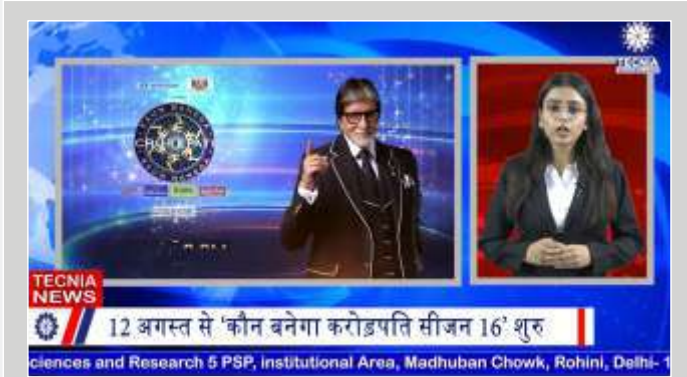 TECNIA
TECNIA
NEWS
12 अगस्त से ‘कौन बनेगा करोड़पति सीजन 16’ शुरु
ciences and Research 5 PSP, institutional Area, Madhuban Chowk, Rohini, Delhi- 1